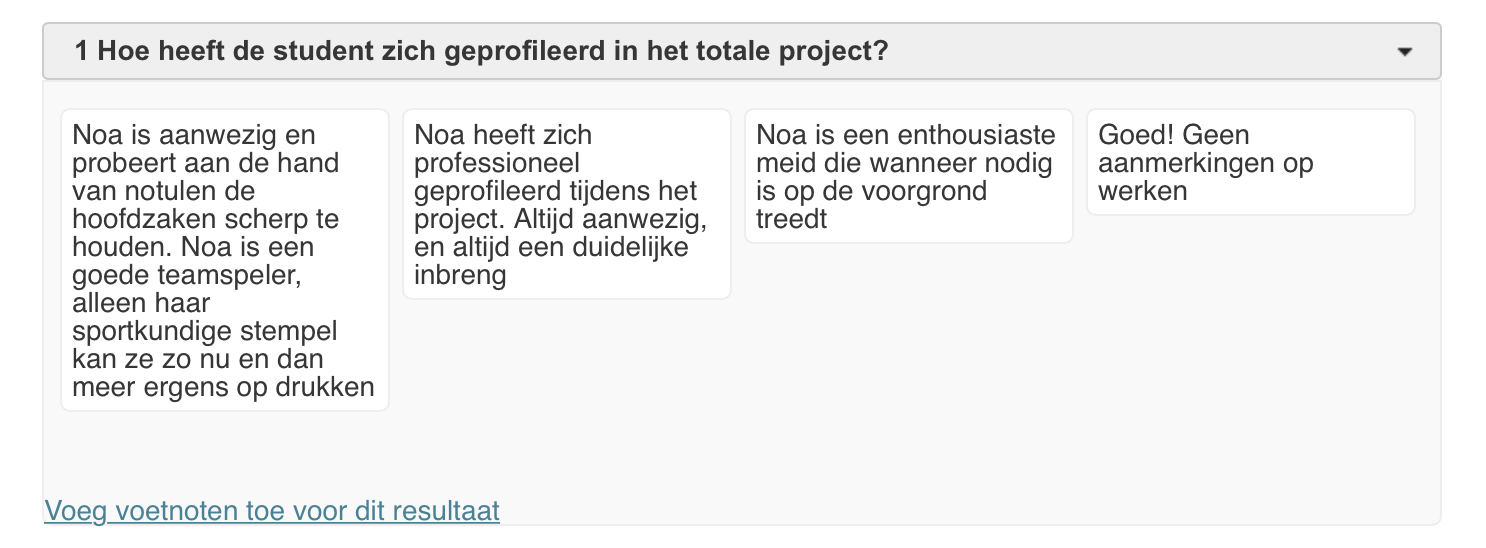 1 Hoe heeft de student zich geprofileerd in het totale project?
Noa is aanwezig en
probeert aan de hand
van notulen de
hoofdzaken scherp te
houden. Noa is een
goede teamspeler,
alleen haar
sportkundige stempel
kan ze zo nu en dan
meer ergens op drukken
Noa heeft zich
professioneel
geprofileerd tijdens het
project. Altijd aanwezig,
en altijd een duidelijke
inbreng
Noa is een enthousiaste
meid die wanneer nodig
is op de voorgrond
treedt
Goed! Geen
aanmerkingen op
werken
Voeg voetnoten toe voor dit resultaat